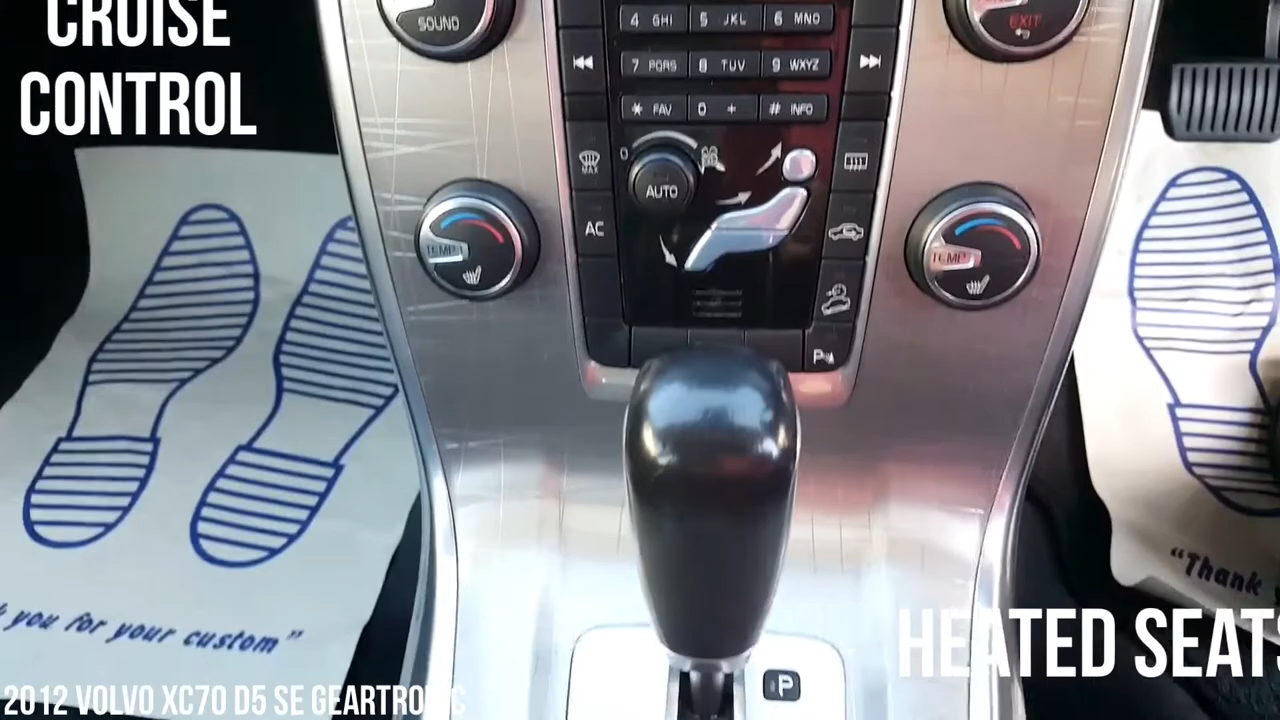 CRUISE
CONTROL
SOUND
4 GHI 5 JKL 6 MNO
EXIT
7 PQRS 8 TUV 9 WXYZ
* FAV 0 + # INFO
MAX
0
AUTO
AC
TEMP
TEMP
P
P
"Thank
you for your custom"
HEATED SEATS
2012 VOLVO XC70 D5 SE GEARTRONIC